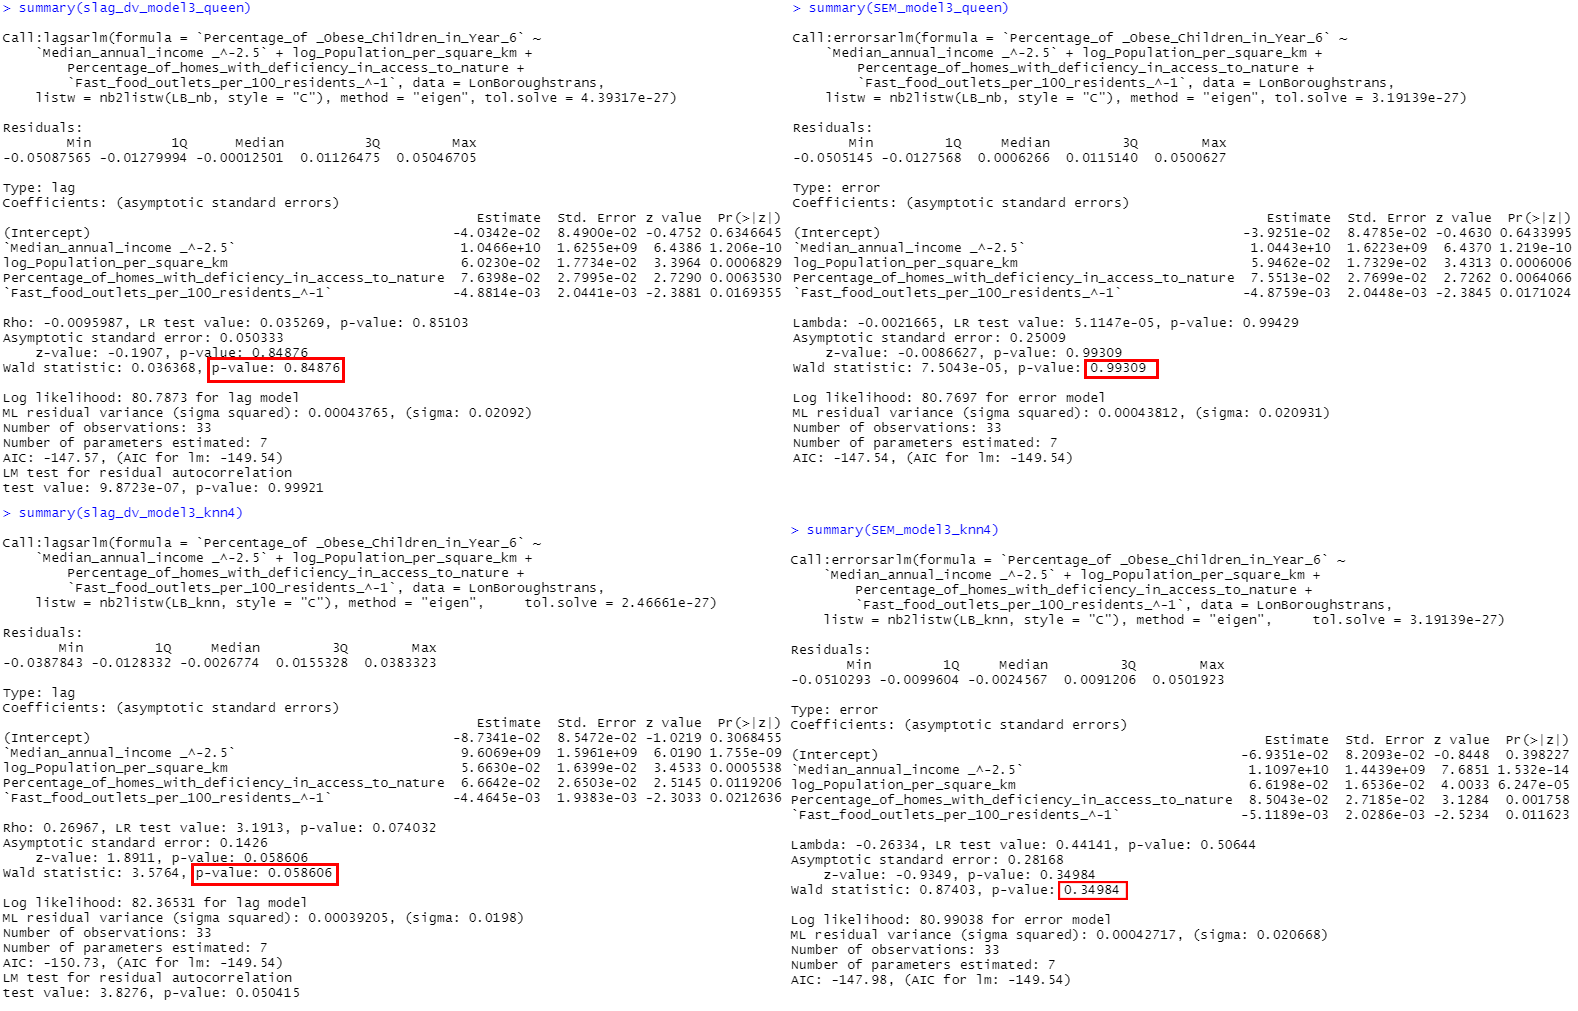 > summary(slag_dv_model3_queen)
Call:lagsarlm(formula = `Percentage_of _Obese_Children_in_Year_6` ~
`Median_annual_income _^-2.5` + log_Population_per_square_km +
Percentage_of_homes_with_deficiency_in_access_to_nature +
`Fast_food_outlets_per_100_residents_^-1`, data = LonBoroughstrans,
listw = nb2listw(LB_nb, style = "C"), method = "eigen", tol.solve = 4.39317e-27)
Residuals:
Min 1Q Median 3Q Max
-0.05087565 -0.01279994 -0.00012501 0.01126475 0.05046705
Type: lag
Coefficients: (asymptotic standard errors)
Estimate Std. Error z value Pr(>|z|)
(Intercept) -4.0342e-02 8.4900e-02 -0.4752 0.6346645
`Median_annual_income _^-2.5` 1.0466e+10 1.6255e+09 6.4386 1.206e-10
log_Population_per_square_km 6.0230e-02 1.7734e-02 3.3964 0.0006829
Percentage_of_homes_with_deficiency_in_access_to_nature 7.6398e-02 2.7995e-02 2.7290 0.0063530
`Fast_food_outlets_per_100_residents_^-1` -4.8814e-03 2.0441e-03 -2.3881 0.0169355
Rho: -0.0095987, LR test value: 0.035269, p-value: 0.85103
Asymptotic standard error: 0.050333
z-value: -0.1907, p-value: 0.84876
Wald statistic: 0.036368, p-value: 0.84876
Log likelihood: 80.7873 for lag model
ML residual variance (sigma squared): 0.00043765, (sigma: 0.02092)
Number of observations: 33
Number of parameters estimated: 7
AIC: -147.57, (AIC for lm: -149.54)
LM test for residual autocorrelation
test value: 9.8723e-07, p-value: 0.99921
> summary(SEM_model3_queen)
Call:errorsarlm(formula = `Percentage_of _Obese_Children_in_Year_6` ~
`Median_annual_income _^-2.5` + log_Population_per_square_km +
Percentage_of_homes_with_deficiency_in_access_to_nature +
`Fast_food_outlets_per_100_residents_^-1`, data = LonBoroughstrans,
listw = nb2listw(LB_nb, style = "C"), method = "eigen", tol.solve = 3.19139e-27)
Residuals:
Min 1Q Median 3Q Max
-0.0505145 -0.0127568 0.0006266 0.0115140 0.0500627
Type: error
Coefficients: (asymptotic standard errors)
Estimate Std. Error z value Pr(>|z|)
(Intercept) -3.9251e-02 8.4785e-02 -0.4630 0.6433995
`Median_annual_income _^-2.5` 1.0443e+10 1.6223e+09 6.4370 1.219e-10
log_Population_per_square_km 5.9462e-02 1.7329e-02 3.4313 0.0006006
Percentage_of_homes_with_deficiency_in_access_to_nature 7.5513e-02 2.7699e-02 2.7262 0.0064066
`Fast_food_outlets_per_100_residents_^-1` -4.8759e-03 2.0448e-03 -2.3845 0.0171024
Lambda: -0.0021665, LR test value: 5.1147e-05, p-value: 0.99429
Asymptotic standard error: 0.25009
z-value: -0.0086627, p-value: 0.99309
Wald statistic: 7.5043e-05, p-value: 0.99309
Log likelihood: 80.7697 for error model
ML residual variance (sigma squared): 0.00043812, (sigma: 0.020931)
Number of observations: 33
Number of parameters estimated: 7
AIC: -147.54, (AIC for lm: -149.54)
> summary(slag_dv_model3_knn4)
Call:lagsarlm(formula = `Percentage_of _Obese_Children_in_Year_6` ~
`Median_annual_income _^-2.5` + log_Population_per_square_km +
Percentage_of_homes_with_deficiency_in_access_to_nature +
`Fast_food_outlets_per_100_residents_^-1`, data = LonBoroughstrans,
listw = nb2listw(LB_knn, style = "C"), method = "eigen", tol.solve = 2.46661e-27)
Residuals:
Min 1Q Median 3Q Max
-0.0387843 -0.0128332 -0.0026774 0.0155328 0.0383323
Type: lag
Coefficients: (asymptotic standard errors)
Estimate Std. Error z value Pr(>|z|)
(Intercept) -8.7341e-02 8.5472e-02 -1.0219 0.3068455
`Median_annual_income _^-2.5` 9.6069e+09 1.5961e+09 6.0190 1.755e-09
log_Population_per_square_km 5.6630e-02 1.6399e-02 3.4533 0.0005538
Percentage_of_homes_with_deficiency_in_access_to_nature 6.6642e-02 2.6503e-02 2.5145 0.0119206
`Fast_food_outlets_per_100_residents_^-1` -4.4645e-03 1.9383e-03 -2.3033 0.0212636
Rho: 0.26967, LR test value: 3.1913, p-value: 0.074032
Asymptotic standard error: 0.1426
z-value: 1.8911, p-value: 0.058606
Wald statistic: 3.5764, p-value: 0.058606
Log likelihood: 82.36531 for lag model
ML residual variance (sigma squared): 0.00039205, (sigma: 0.0198)
Number of observations: 33
Number of parameters estimated: 7
AIC: -150.73, (AIC for lm: -149.54)
LM test for residual autocorrelation
test value: 3.8276, p-value: 0.050415
> summary(SEM_model3_knn4)
Call:errorsarlm(formula = `Percentage_of _Obese_Children_in_Year_6` ~
`Median_annual_income _^-2.5` + log_Population_per_square_km +
Percentage_of_homes_with_deficiency_in_access_to_nature +
`Fast_food_outlets_per_100_residents_^-1`, data = LonBoroughstrans,
listw = nb2listw(LB_knn, style = "C"), method = "eigen", tol.solve = 3.19139e-27)
Residuals:
Min 1Q Median 3Q Max
-0.0510293 -0.0099604 -0.0024567 0.0091206 0.0501923
Type: error
Coefficients: (asymptotic standard errors)
Estimate Std. Error z value Pr(>|z|)
(Intercept) -6.9351e-02 8.2093e-02 -0.8448 0.398227
`Median_annual_income _^-2.5` 1.1097e+10 1.4439e+09 7.6851 1.532e-14
log_Population_per_square_km 6.6198e-02 1.6536e-02 4.0033 6.247e-05
Percentage_of_homes_with_deficiency_in_access_to_nature 8.5043e-02 2.7185e-02 3.1284 0.001758
`Fast_food_outlets_per_100_residents_^-1` -5.1189e-03 2.0286e-03 -2.5234 0.011623
Lambda: -0.26334, LR test value: 0.44141, p-value: 0.50644
Asymptotic standard error: 0.28168
z-value: -0.9349, p-value: 0.34984
Wald statistic: 0.87403, p-value: 0.34984
Log likelihood: 80.99038 for error model
ML residual variance (sigma squared): 0.00042717, (sigma: 0.020668)
Number of observations: 33
Number of parameters estimated: 7
AIC: -147.98, (AIC for lm: -149.54)